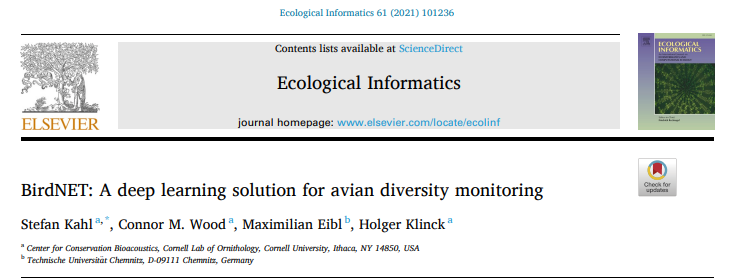 Ecological Informatics 61 (2021) 101236
Contents lists available at ScienceDirect
Ecological Informatics
journal homepage: www.elsevier.com/locate/ecolinf
ELSEVIER
ECOLOGICAL
INFORMATICS
Check for
updates
BirdNET: A deep learning solution for avian diversity monitoring
Stefan Kahl a,*, Connor M. Wood a, Maximilian Eibl b, Holger Klinck a
a Center for Conservation Bioacoustics, Cornell Lab of Ornithology, Cornell University, Ithaca, NY 14850, USA
b Technische Universität Chemnitz, D-09111 Chemnitz, Germany